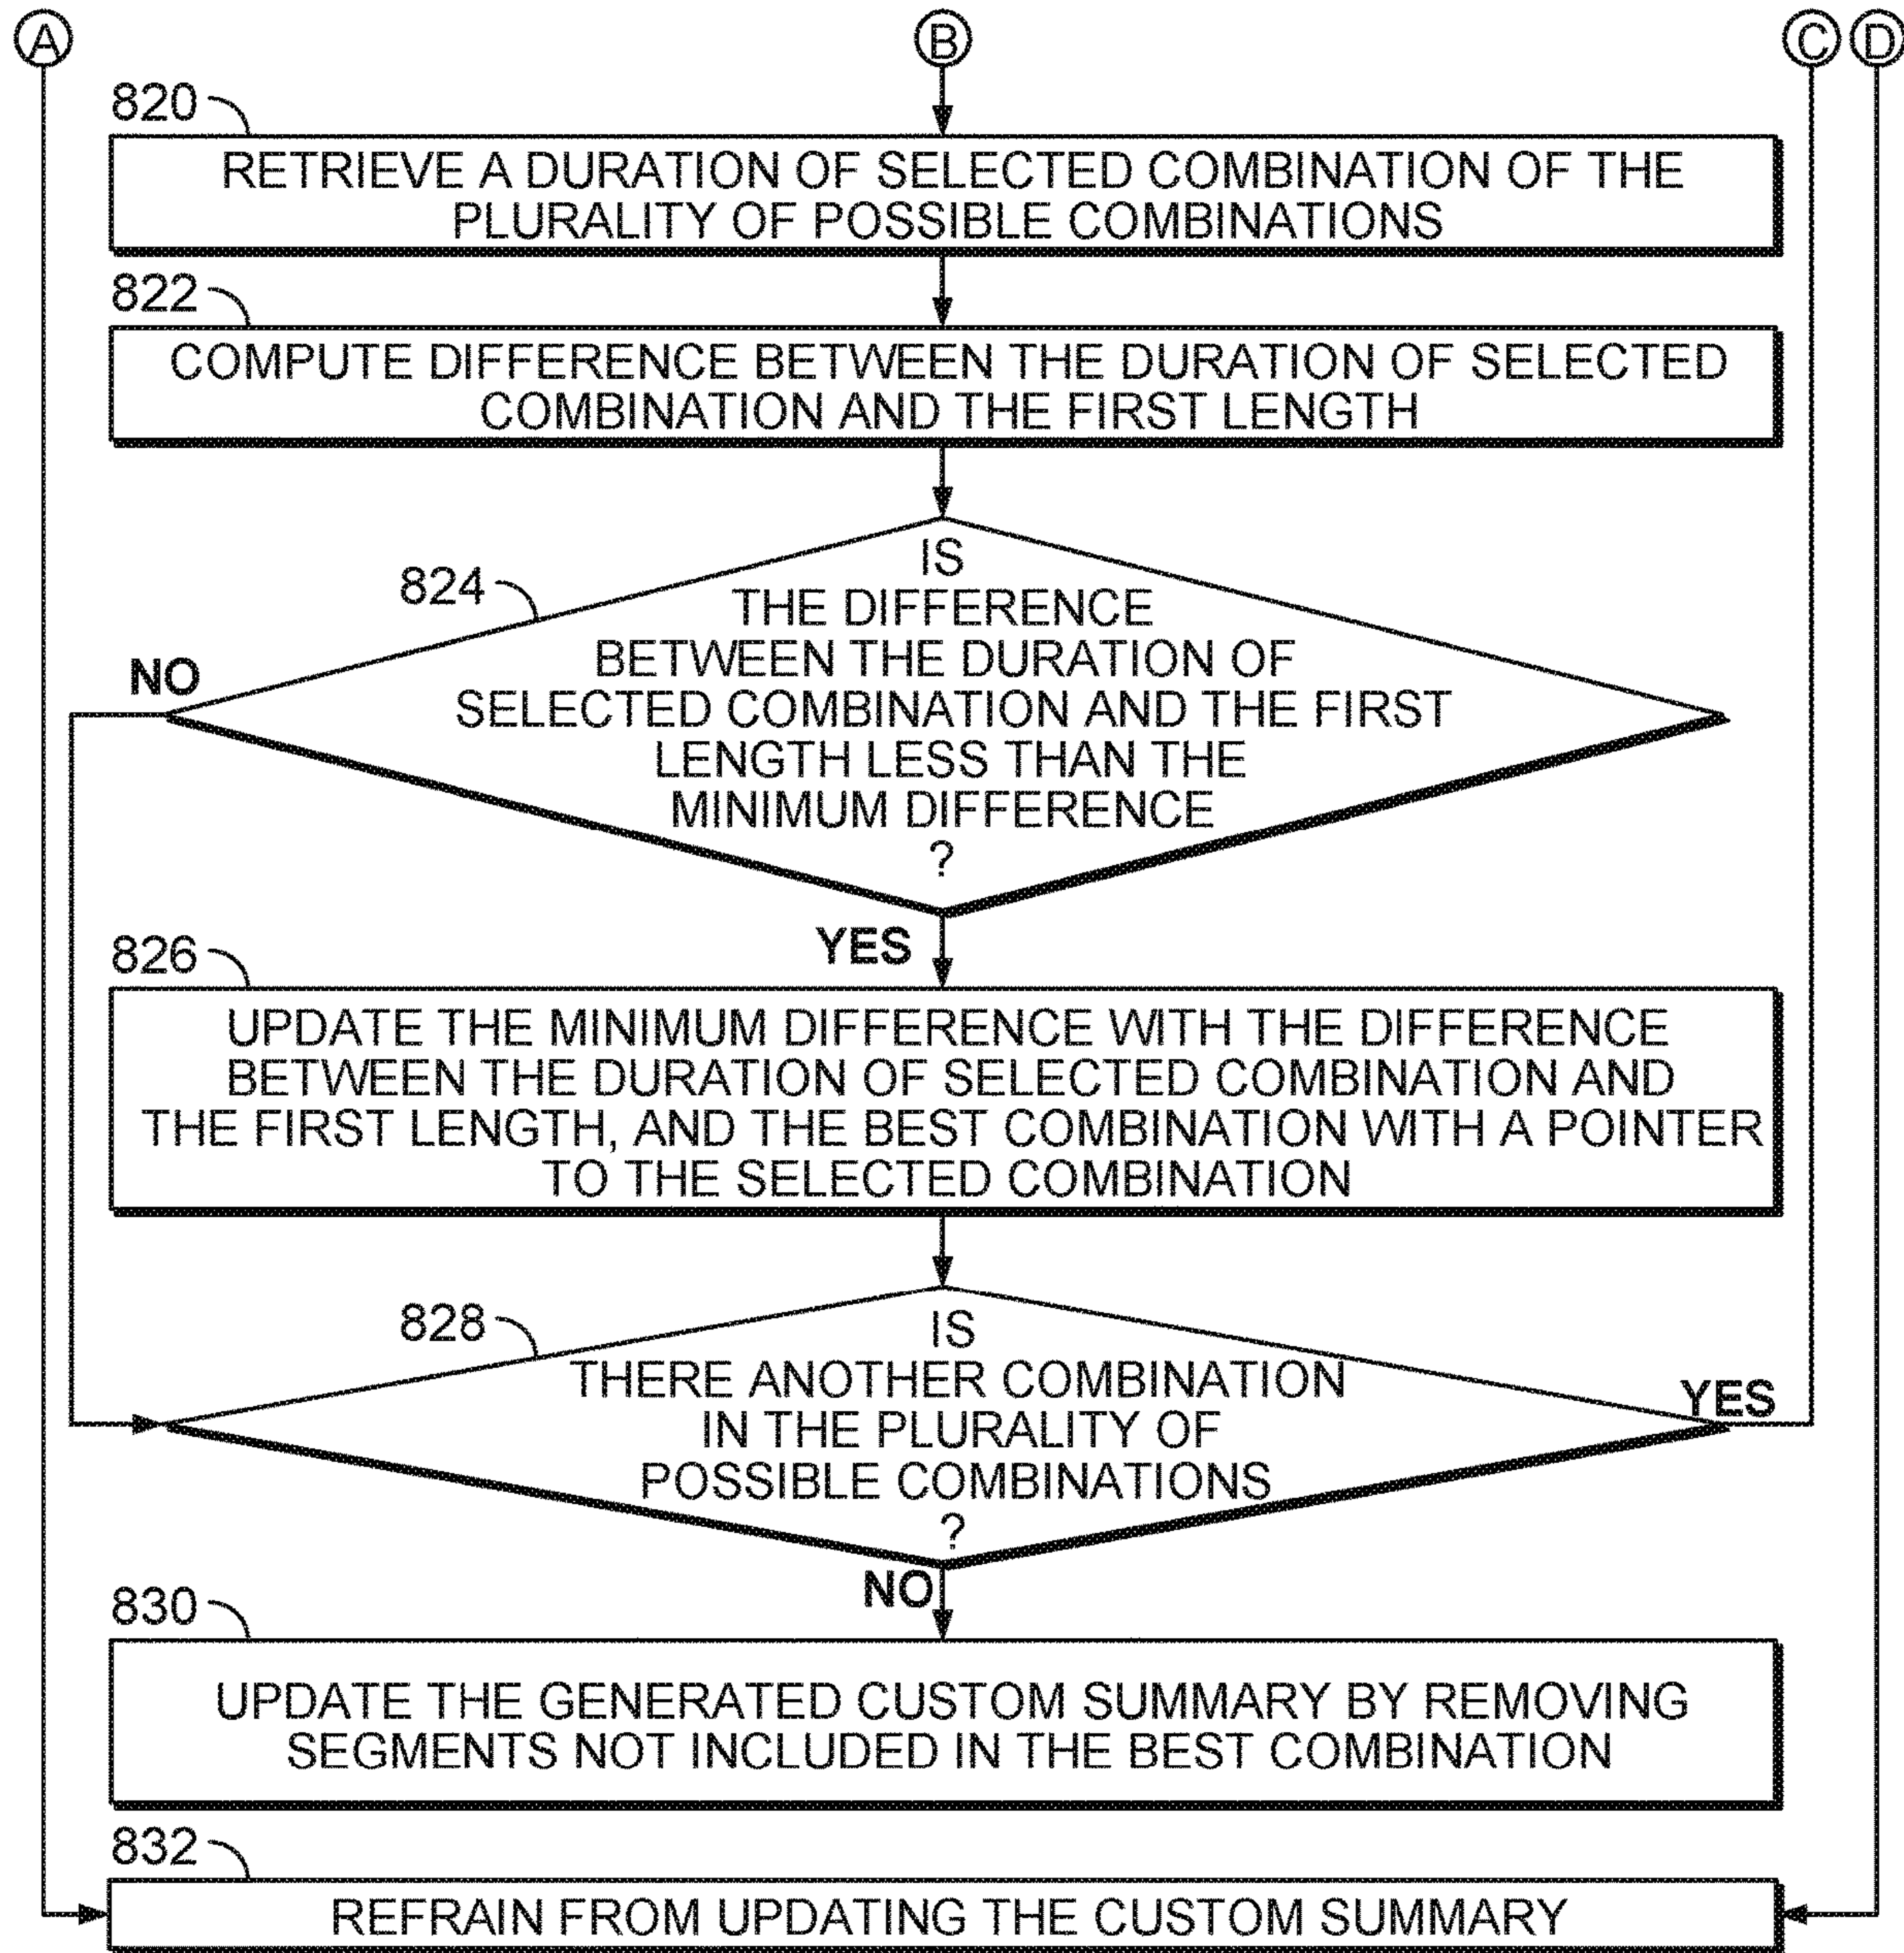 A
B
C
D
820
RETRIEVE A DURATION OF SELECTED COMBINATION OF THE
PLURALITY OF POSSIBLE COMBINATIONS
822
COMPUTE DIFFERENCE BETWEEN THE DURATION OF SELECTED
COMBINATION AND THE FIRST LENGTH
824
IS
THE DIFFERENCE
BETWEEN THE DURATION OF
SELECTED COMBINATION AND THE FIRST
LENGTH LESS THAN THE
MINIMUM DIFFERENCE
?
NO
YES
826
UPDATE THE MINIMUM DIFFERENCE WITH THE DIFFERENCE
BETWEEN THE DURATION OF SELECTED COMBINATION AND
THE FIRST LENGTH, AND THE BEST COMBINATION WITH A POINTER
TO THE SELECTED COMBINATION
828
IS
THERE ANOTHER COMBINATION
IN THE PLURALITY OF
POSSIBLE COMBINATIONS
?
YES
NO
830
UPDATE THE GENERATED CUSTOM SUMMARY BY REMOVING
SEGMENTS NOT INCLUDED IN THE BEST COMBINATION
832
REFRAIN FROM UPDATING THE CUSTOM SUMMARY